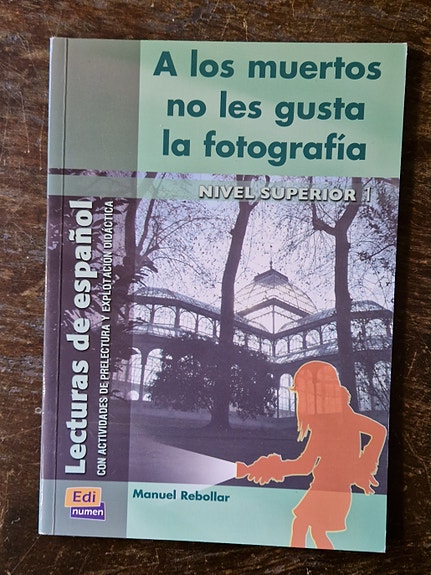 A los muertos
no les gusta
la fotografía
NIVEL SUPERIOR 1
Lecturas de español
CON ACTIVIDADES DE PRELECTURA Y EXPLOTACIÓN DIDÁCTICA
Manuel Rebollar
Edi
numen